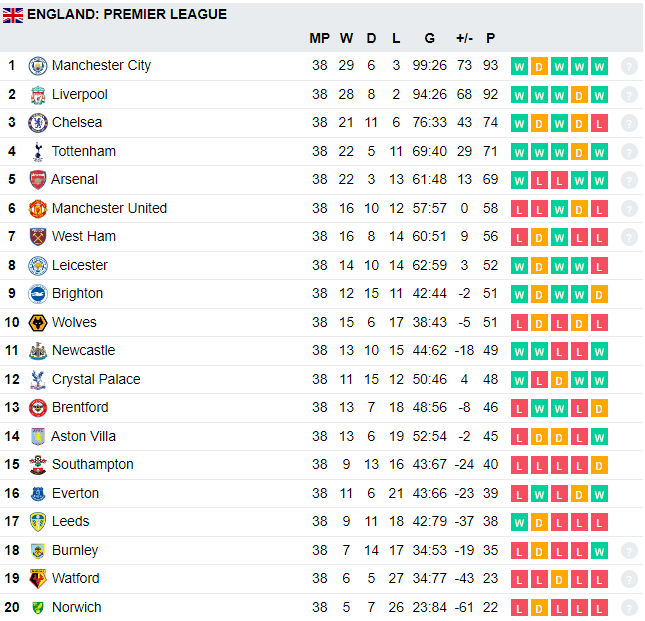 ENGLAND: PREMIER LEAGUE
MP W D L G +/- P
1 Manchester City 38 29 6 3 99:26 73 93 W D W W W ?
2 Liverpool 38 28 8 2 94:26 68 92 W W W D W ?
3 Chelsea 38 21 11 6 76:33 43 74 W D W D L ?
4 Tottenham 38 22 5 11 69:40 29 71 W W W D W ?
5 Arsenal 38 22 3 13 61:48 13 69 W L L W W ?
6 Manchester United 38 16 10 12 57:57 0 58 L L W D L ?
7 West Ham 38 16 8 14 60:51 9 56 L D W L L ?
8 Leicester 38 14 10 14 62:59 3 52 W D W W L
9 Brighton 38 12 15 11 42:44 -2 51 W D W W D
10 Wolves 38 15 6 17 38:43 -5 51 L D L D L
11 Newcastle 38 13 10 15 44:62 -18 49 W W L L W
12 Crystal Palace 38 11 15 12 50:46 4 48 W L D W W
13 Brentford 38 13 7 18 48:56 -8 46 L W W L D
14 Aston Villa 38 13 6 19 52:54 -2 45 L D D L W
15 Southampton 38 9 13 16 43:67 -24 40 L L L L D
16 Everton 38 11 6 21 43:66 -23 39 L W L D W
17 Leeds 38 9 11 18 42:79 -37 38 W D L L L
18 Burnley 38 7 14 17 34:53 -19 35 L D L L W ?
19 Watford 38 6 5 27 34:77 -43 23 L L D L L ?
20 Norwich 38 5 7 26 23:84 -61 22 L D L L L ?